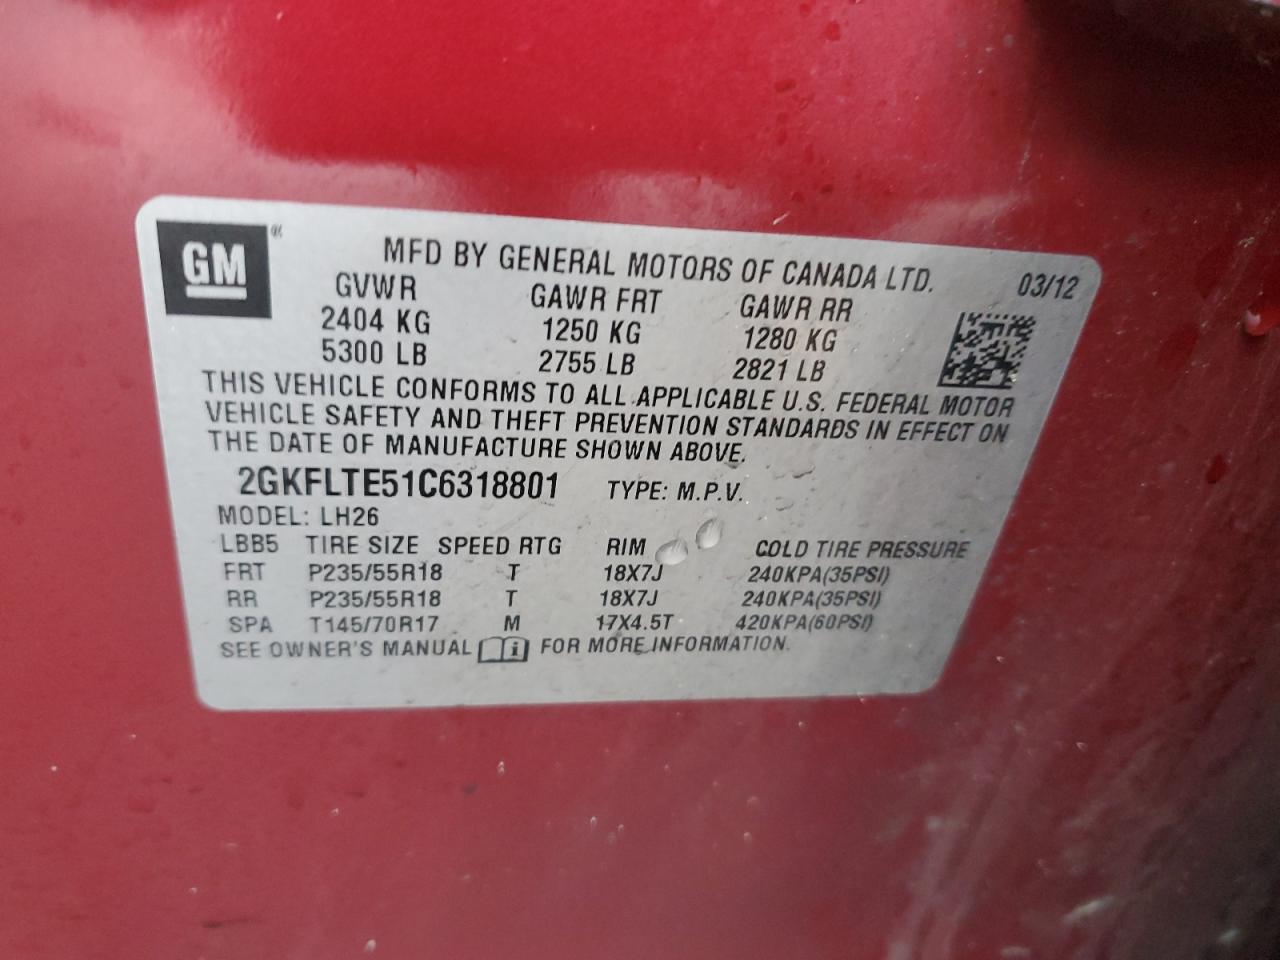 GM®
MFD BY GENERAL MOTORS OF CANADA LTD. 03/12
GVWR GAWR FRT GAWR RR
2404 KG 1250 KG 1280 KG
5300 LB 2755 LB 2821 LB
THIS VEHICLE CONFORMS TO ALL APPLICABLE U.S. FEDERAL MOTOR
VEHICLE SAFETY AND THEFT PREVENTION STANDARDS IN EFFECT ON
THE DATE OF MANUFACTURE SHOWN ABOVE.
2GKFLTE51C6318801 TYPE: M.P.V.
MODEL: LH26
LBB5 TIRE SIZE SPEED RTG RIM COLD TIRE PRESSURE
FRT P235/55R18 T 18X7J 240KPA(35PSI)
RR P235/55R18 T 18X7J 240KPA(35PSI)
SPA T145/70R17 M 17X4.5T 420KPA(60PSI)
SEE OWNER'S MANUAL i FOR MORE INFORMATION.